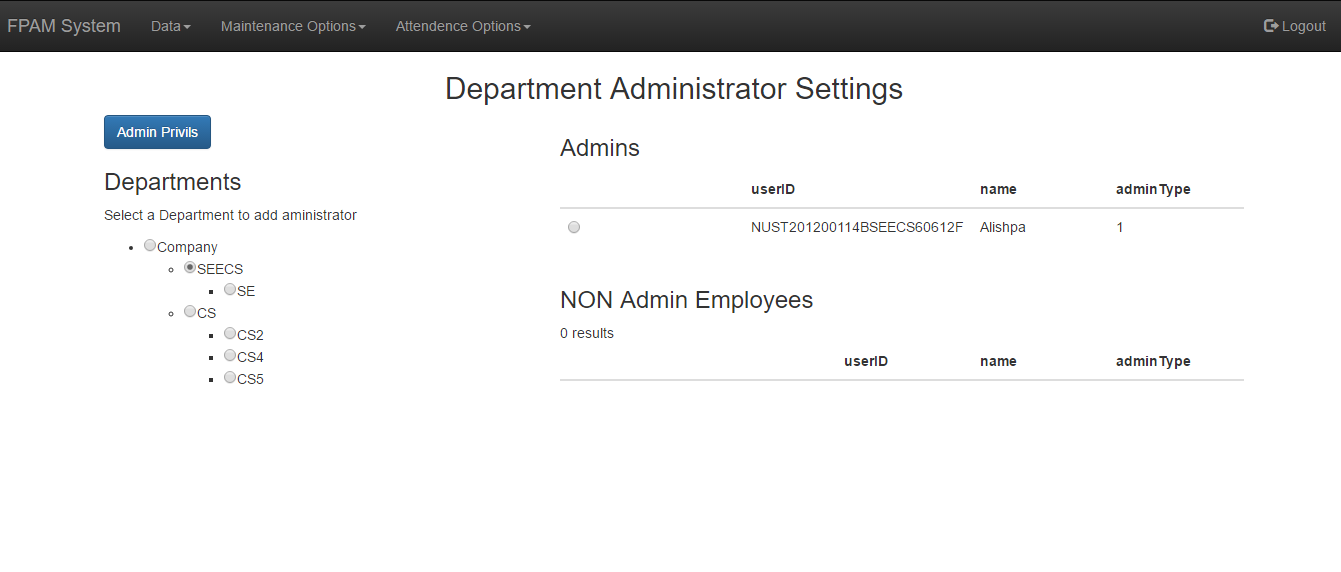 FPAM System Data Maintenance Options Attendence Options Logout
Department Administrator Settings
Admin Privils
Departments
Select a Department to add aministrator
Company
SEECS
SE
CS
CS2
CS4
CS5
Admins
userID name adminType
NUST201200114BSEECS60612F Alishpa 1
NON Admin Employees
0 results
userID name adminType